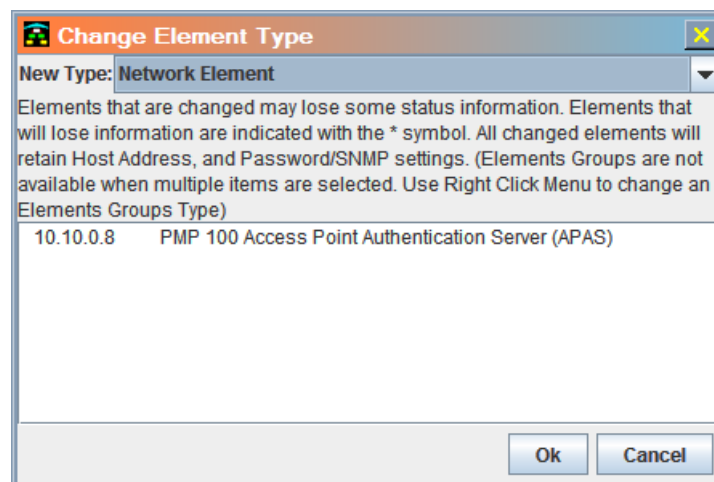 Change Element Type
New Type: Network Element
Elements that are changed may lose some status information. Elements that
will lose information are indicated with the * symbol. All changed elements will
retain Host Address, and Password/SNMP settings. (Elements Groups are not
available when multiple items are selected. Use Right Click Menu to change an
Elements Groups Type)
10.10.0.8 PMP 100 Access Point Authentication Server (APAS)
Ok Cancel